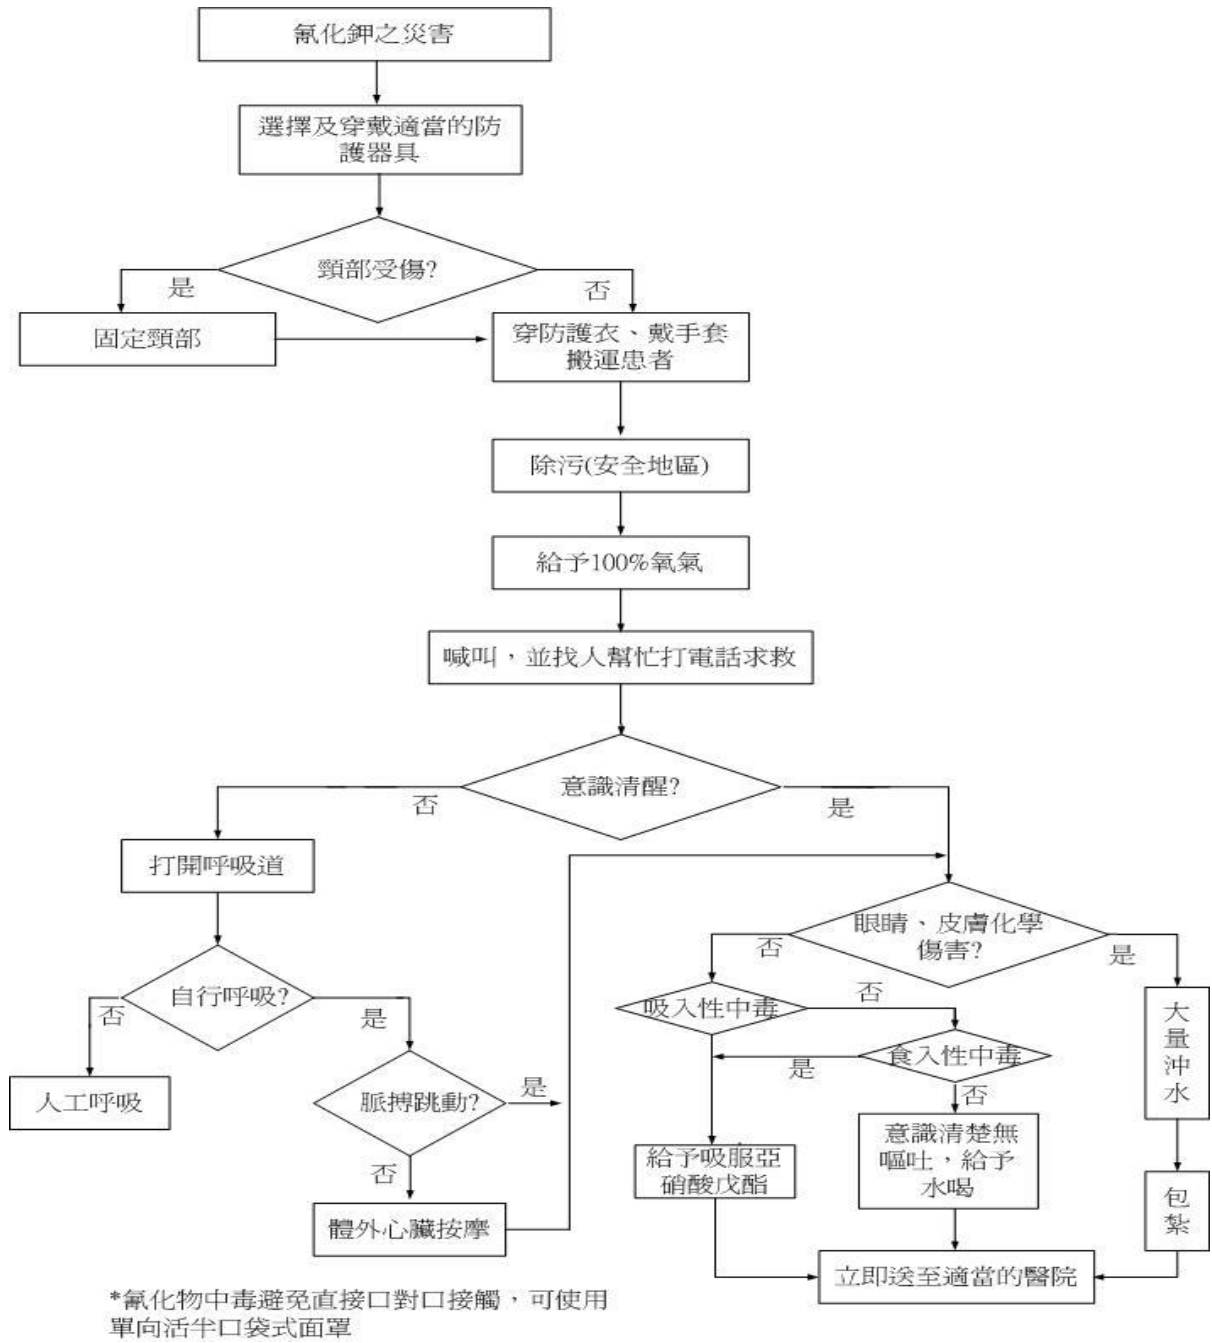 氰化鉀之災害
選擇及穿戴適當的防
護器具
頸部受傷?
是
否
固定頸部
穿防護衣、戴手套
搬運患者
除污(安全地區)
給予100%氧氣
喊叫，並找人幫忙打電話求救
意識清醒?
否
是
打開呼吸道
眼睛、皮膚化學
傷害?
否
是
自行呼吸?
否
是
吸入性中毒
否
大
量
沖
水
食入性中毒
是
否
人工呼吸
脈搏跳動?
是
否
意識清楚無
嘔吐，給予
水喝
給予吸服亞
硝酸戊酯
包
紮
體外心臟按摩
立即送至適當的醫院
*氰化物中毒避免直接口對口接觸，可使用
單向活半口袋式面罩